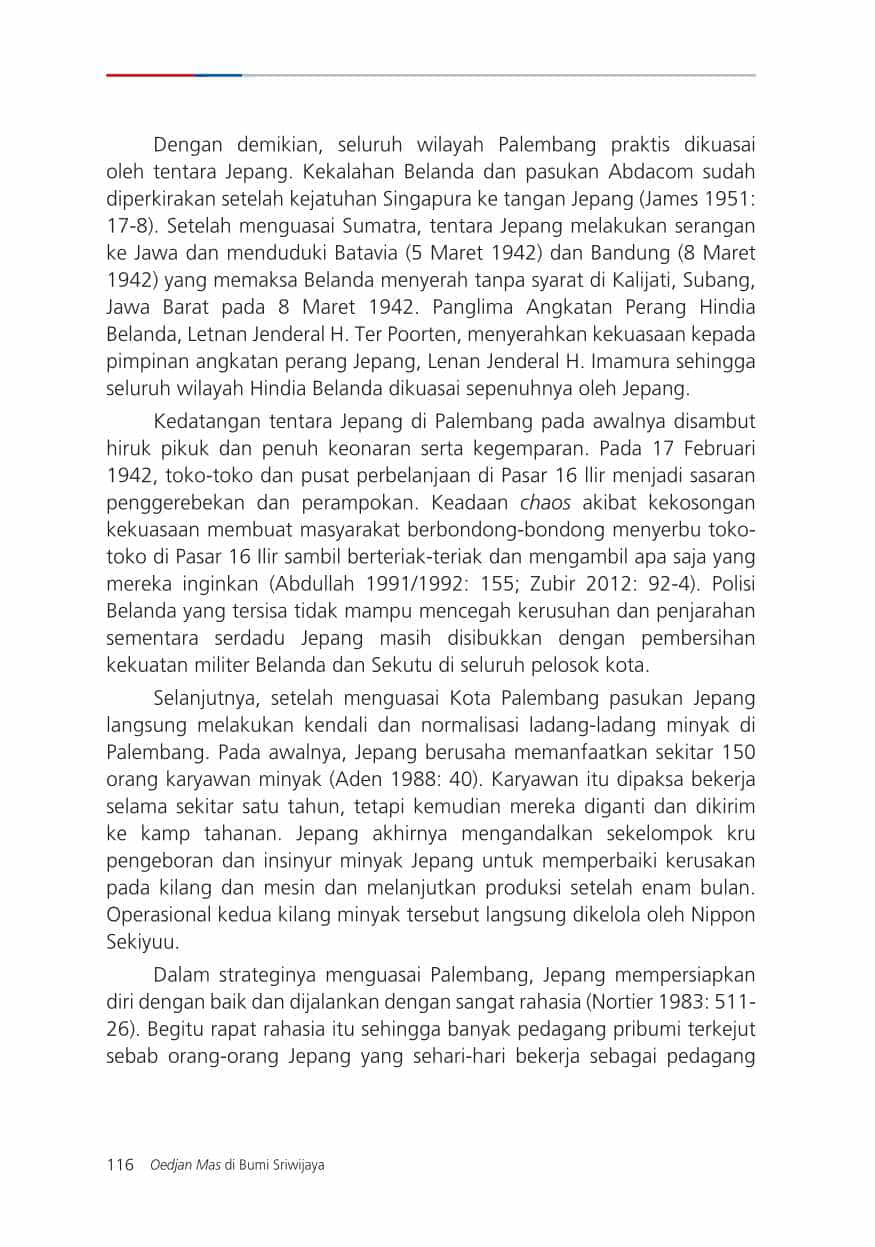 Dengan demikian, seluruh wilayah Palembang praktis dikuasai
oleh tentara Jepang. Kekalahan Belanda dan pasukan Abdacom sudah
diperkirakan setelah kejatuhan Singapura ke tangan Jepang (James 1951:
17-8). Setelah menguasai Sumatra, tentara Jepang melakukan serangan
ke Jawa dan menduduki Batavia (5 Maret 1942) dan Bandung (8 Maret
1942) yang memaksa Belanda menyerah tanpa syarat di Kalijati, Subang,
Jawa Barat pada 8 Maret 1942. Panglima Angkatan Perang Hindia
Belanda, Letnan Jenderal H. Ter Poorten, menyerahkan kekuasaan kepada
pimpinan angkatan perang Jepang, Lenan Jenderal H. Imamura sehingga
seluruh wilayah Hindia Belanda dikuasai sepenuhnya oleh Jepang.
Kedatangan tentara Jepang di Palembang pada awalnya disambut
hiruk pikuk dan penuh keonaran serta kegemparan. Pada 17 Februari
1942, toko-toko dan pusat perbelanjaan di Pasar 16 llir menjadi sasaran
penggerebekan dan perampokan. Keadaan chaos akibat kekosongan
kekuasaan membuat masyarakat berbondong-bondong menyerbu toko-
toko di Pasar 16 Ilir sambil berteriak-teriak dan mengambil apa saja yang
mereka inginkan (Abdullah 1991/1992: 155; Zubir 2012: 92-4). Polisi
Belanda yang tersisa tidak mampu mencegah kerusuhan dan penjarahan
sementara serdadu Jepang masih disibukkan dengan pembersihan
kekuatan militer Belanda dan Sekutu di seluruh pelosok kota.
Selanjutnya, setelah menguasai Kota Palembang pasukan Jepang
langsung melakukan kendali dan normalisasi ladang-ladang minyak di
Palembang. Pada awalnya, Jepang berusaha memanfaatkan sekitar 150
orang karyawan minyak (Aden 1988: 40). Karyawan itu dipaksa bekerja
selama sekitar satu tahun, tetapi kemudian mereka diganti dan dikirim
ke kamp tahanan. Jepang akhirnya mengandalkan sekelompok kru
pengeboran dan insinyur minyak Jepang untuk memperbaiki kerusakan
pada kilang dan mesin dan melanjutkan produksi setelah enam bulan.
Operasional kedua kilang minyak tersebut langsung dikelola oleh Nippon
Sekiyuu.
Dalam strateginya menguasai Palembang, Jepang mempersiapkan
diri dengan baik dan dijalankan dengan sangat rahasia (Nortier 1983: 511-
26). Begitu rapat rahasia itu sehingga banyak pedagang pribumi terkejut
sebab orang-orang Jepang yang sehari-hari bekerja sebagai pedagang
116 Oedjan Mas di Bumi Sriwijaya